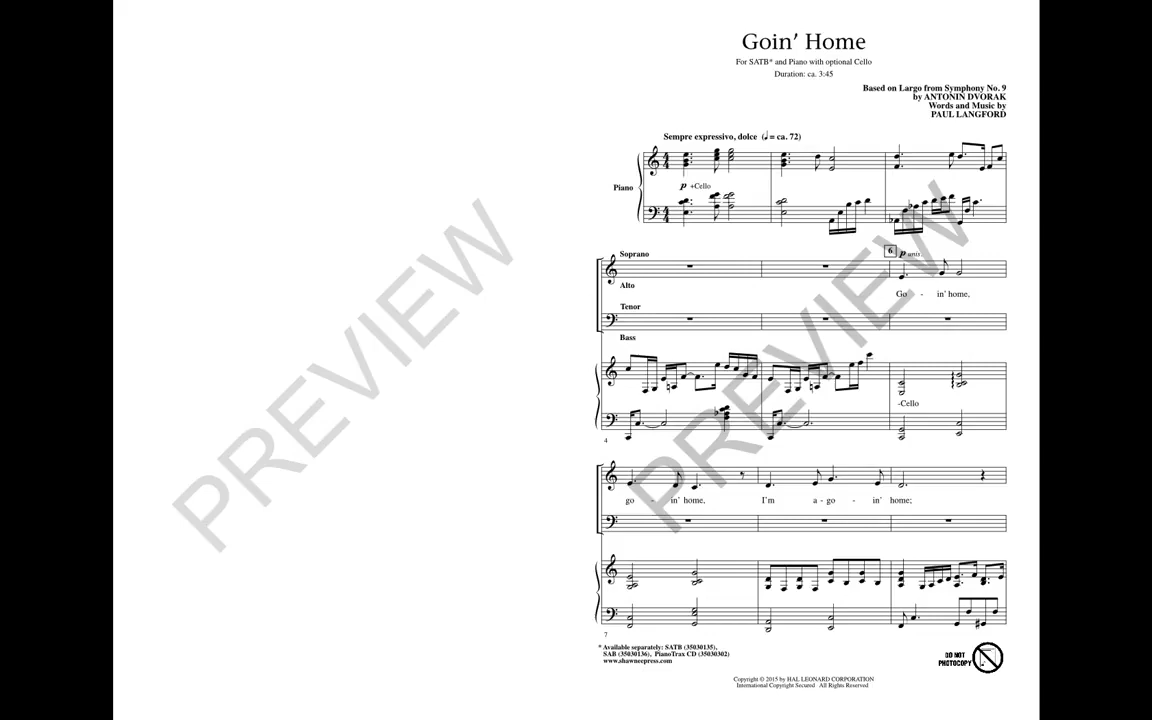 Goin’ Home
For SATB* and Piano with optional Cello
Duration: ca. 3:45
Based on Largo from Symphony No. 9
by ANTONIN DVORAK
Words and Music by
PAUL LANGFORD
Sempre expressivo, dolce (♩ = ca. 72)
Piano
p +Cello
PREVIEW
PREVIEW
6 p unis.
Soprano
Alto
Go - in’ home,
Tenor
Bass
-Cello
4
go - in’ home, I’m a - go - in’ home;
7
* Available separately: SATB (35030135),
SAB (35030136), PianoTrax CD (35030302)
www.shawneepress.com
DO NOT
PHOTOCOPY
Copyright © 2015 by HAL LEONARD CORPORATION
International Copyright Secured All Rights Reserved